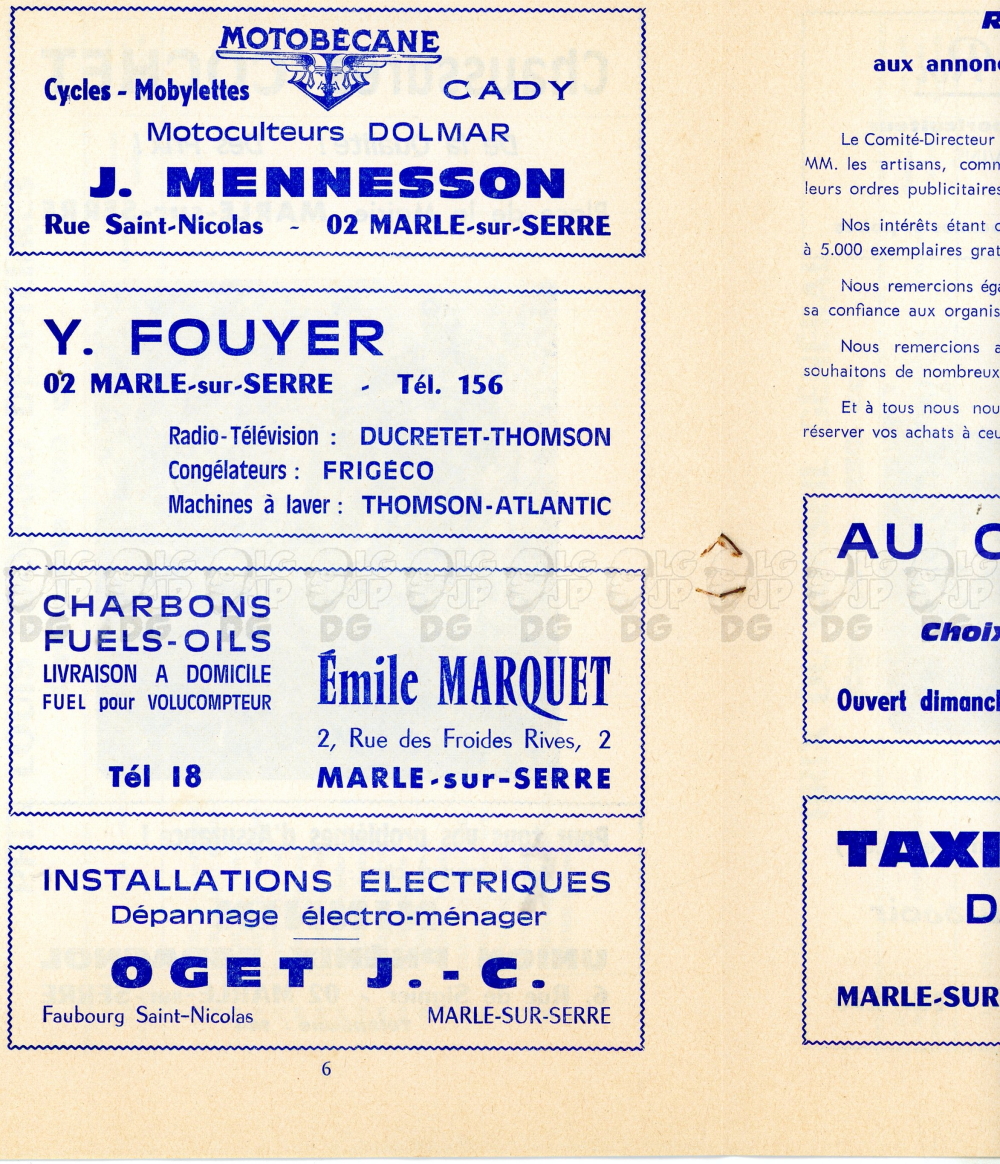 MOTOBÉCANE
Cycles - Mobylettes CADY
Motoculteurs DOLMAR
J. MENNESSON
Rue Saint-Nicolas - 02 MARLE-sur-SERRE
Y. FOUYER
02 MARLE-sur-SERRE - Tél. 156
Radio-Télévision : DUCRETET-THOMSON
Congélateurs : FRIGÉCO
Machines à laver : THOMSON-ATLANTIC
CHARBONS
FUELS-OILS
LIVRAISON A DOMICILE
FUEL pour VOLUCOMPTEUR
Émile MARQUET
2, Rue des Froides Rives, 2
Tél 18 MARLE-sur-SERRE
INSTALLATIONS ÉLECTRIQUES
Dépannage électro-ménager
OGET J. - C.
Faubourg Saint-Nicolas MARLE-SUR-SERRE
6
aux annonc
Le Comité-Directeur
MM. les artisans, comm
leurs ordres publicitaires
Nos intérêts étant
à 5.000 exemplaires grat
Nous remercions éga
sa confiance aux organis
Nous remercions a
souhaitons de nombreux
Et à tous nous nou
réserver vos achats à ceu
AU
Choix
Ouvert dimanch
TAXI
D
MARLE-SUR
LG JP DG